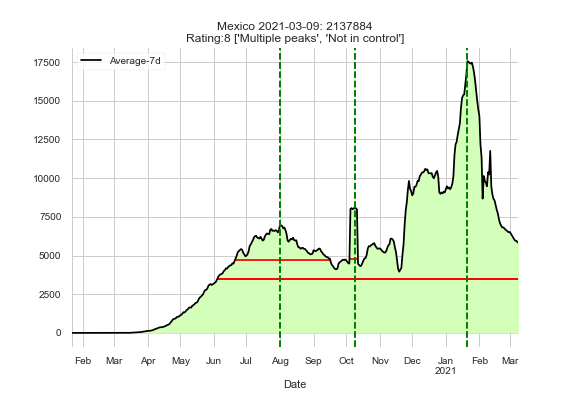 Mexico 2021-03-09: 2137884
Rating:8 ['Multiple peaks', 'Not in control']
Average-7d
17500
15000
12500
10000
7500
5000
2500
0
Feb Mar Apr May Jun Jul Aug Sep Oct Nov Dec Jan Feb Mar
2021
Date